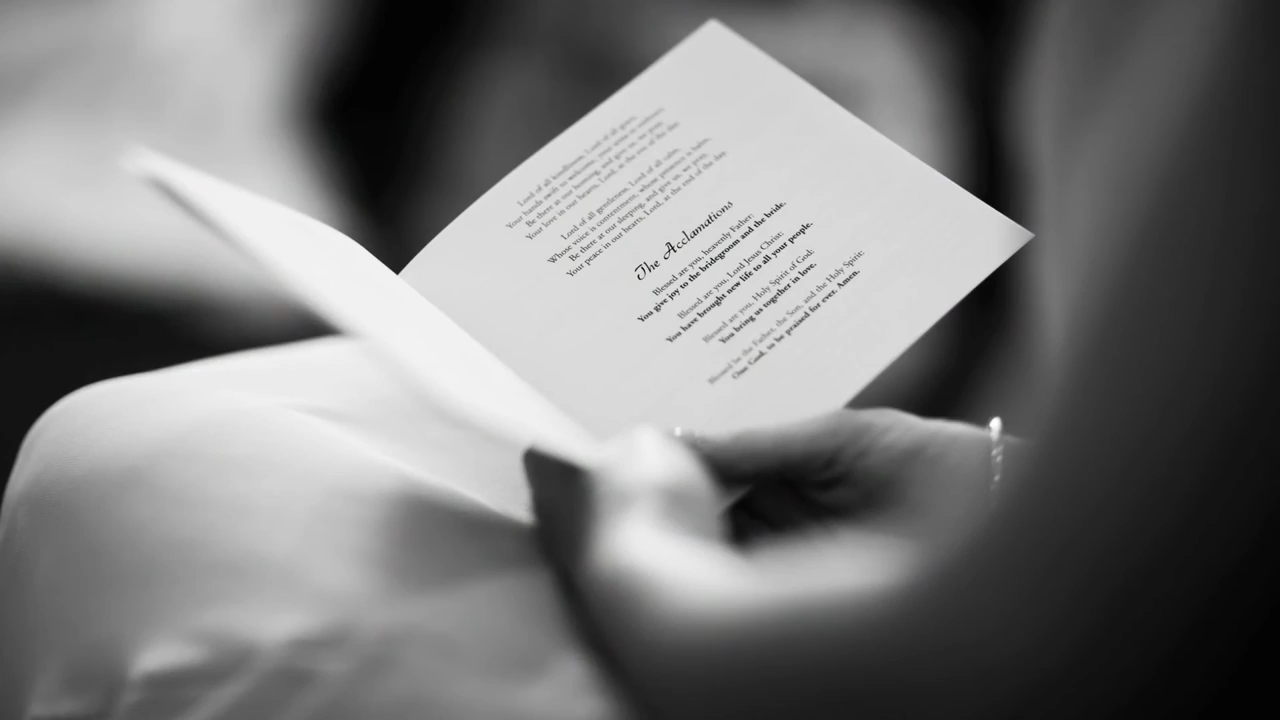 Lord of all kindliness, Lord of all grace,
Your hands swift to welcome, your arms to embrace,
Be there at our homing, and give us, we pray,
Your love in our hearts, Lord, at the eve of the day
Lord of all gentleness, Lord of all calm,
Whose voice is contentment, whose patience is balm,
Be there at our sleeping, and give us, we pray,
Your peace in our hearts, Lord, at the end of the day.
The Acclamations
Blessed are you, heavenly Father:
You give joy to the bridegroom and the bride.
Blessed are you, Lord Jesus Christ:
You have brought new life to all your people.
Blessed are you, Holy Spirit of God:
You bring us together in love.
Blessed be the Father, the Son, and the Holy Spirit:
One God, to be praised for ever. Amen.